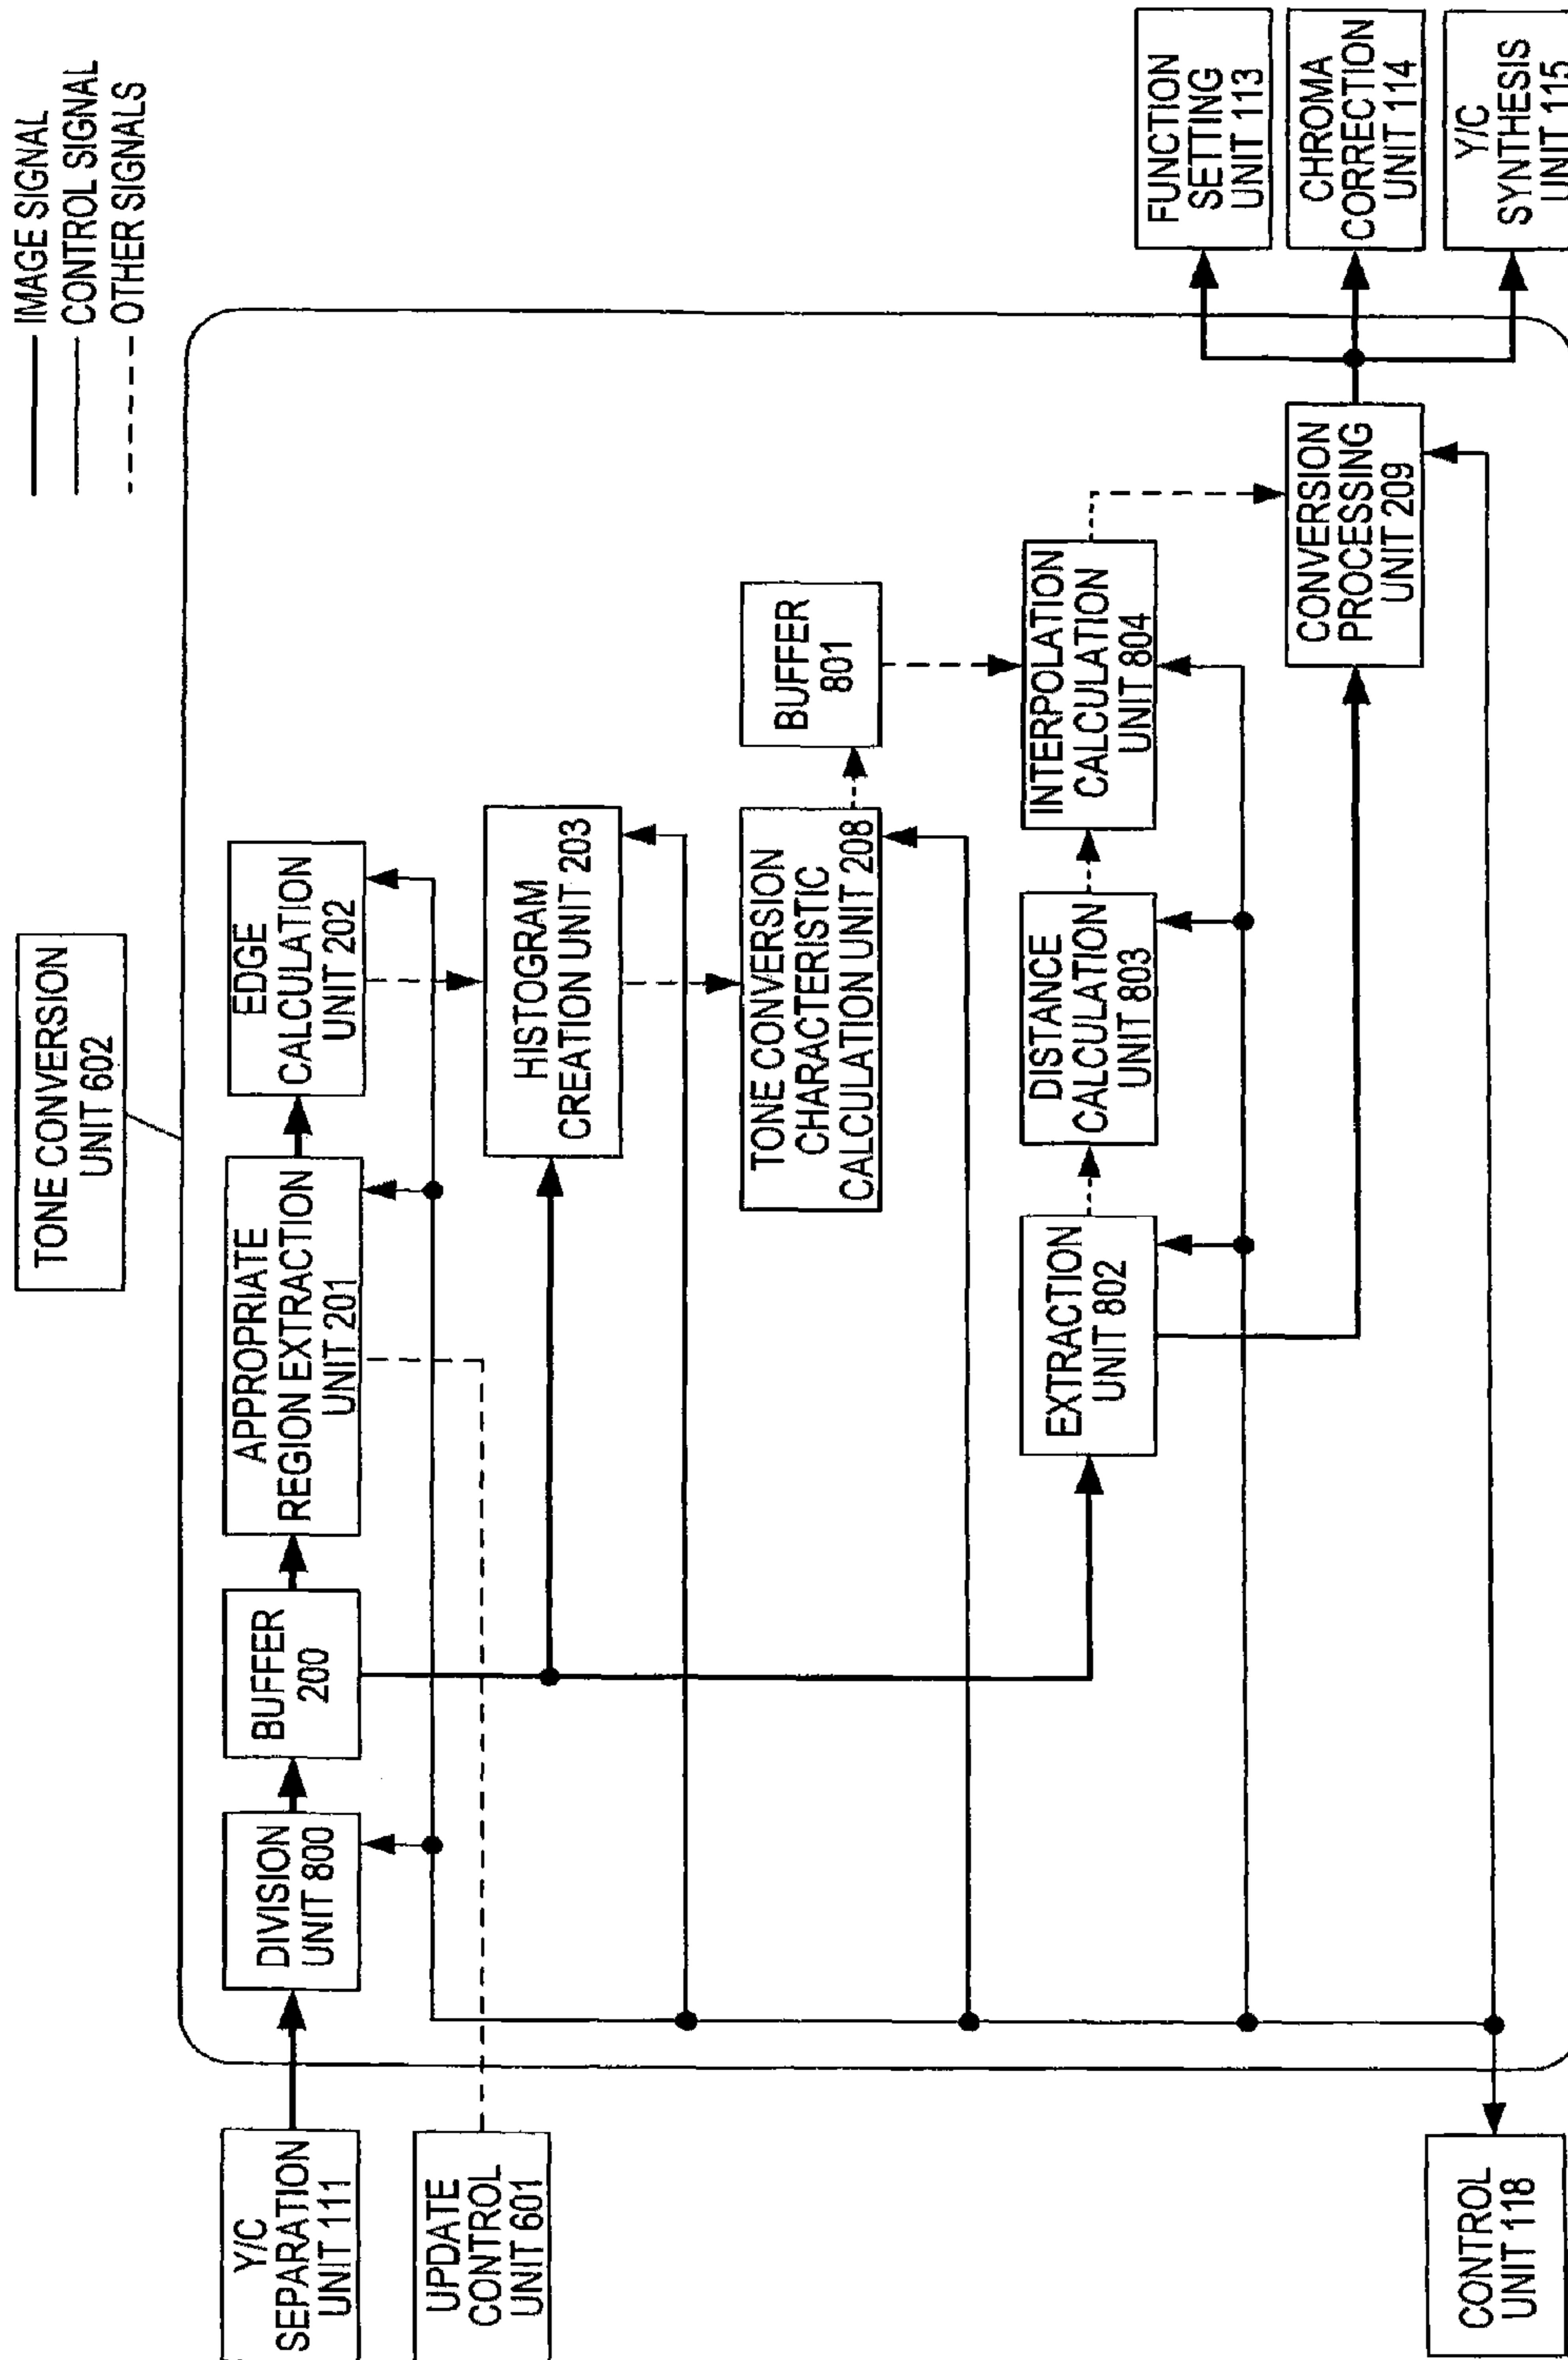 IMAGE SIGNAL
CONTROL SIGNAL
OTHER SIGNALS
TONE CONVERSION
UNIT 602
Y/C
SEPARATION
UNIT 111
DIVISION
UNIT 800
BUFFER
200
APPROPRIATE
REGION EXTRACTION
UNIT 201
EDGE
CALCULATION
UNIT 202
UPDATE
CONTROL
UNIT 601
HISTOGRAM
CREATION UNIT 203
TONE CONVERSION
CHARACTERISTIC
CALCULATION UNIT 208
BUFFER
801
EXTRACTION
UNIT 802
DISTANCE
CALCULATION
UNIT 803
INTERPOLATION
CALCULATION
UNIT 804
CONVERSION
PROCESSING
UNIT 209
FUNCTION
SETTING
UNIT 113
CHROMA
CORRECTION
UNIT 114
Y/C
SYNTHESIS
UNIT 115
CONTROL
UNIT 118